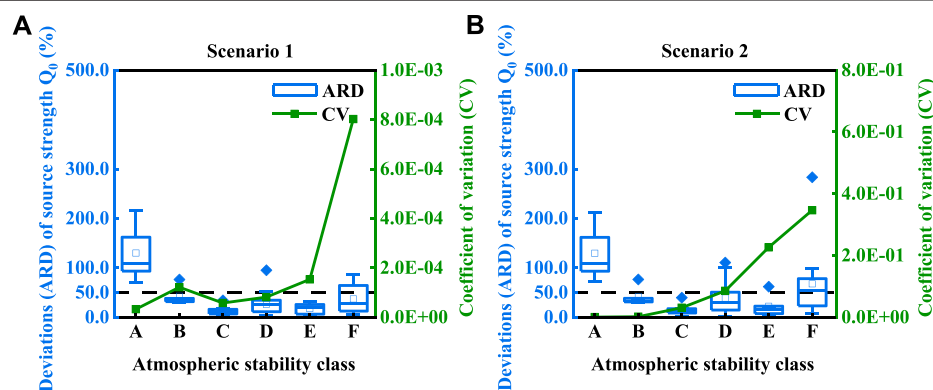 A
Scenario 1
Deviations (ARD) of source strength Q0 (%)
500.0
300.0
200.0
100.0
50.0
0.0
ARD
CV
1.0E-03
8.0E-04
6.0E-04
4.0E-04
2.0E-04
0.0E+00
Coefficient of variation (CV)
A B C D E F
Atmospheric stability class
B
Scenario 2
Deviations (ARD) of source strength Q0 (%)
500.0
300.0
200.0
100.0
50.0
0.0
ARD
CV
8.0E-01
6.0E-01
4.0E-01
2.0E-01
0.0E+00
Coefficient of variation (CV)
A B C D E F
Atmospheric stability class